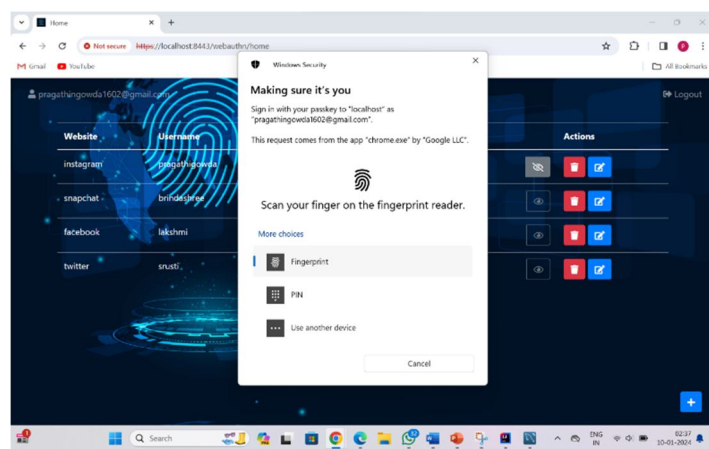 Home
Not secure https://localhost:8443/webauthn/home
Gmail
YouTube
All Bookmarks
pragathingowda1602@gmail.com
Logout
Website
Username
Actions
instagram
pragathigowda
snapchat
brindashree
facebook
lakshmi
twitter
srusti
Windows Security
Making sure it's you
Sign in with your passkey to "localhost" as
"pragathingowda1602@gmail.com".
This request comes from the app "chrome.exe" by "Google LLC".
Scan your finger on the fingerprint reader.
More choices
Fingerprint
PIN
Use another device
Cancel
Search
ENG
IN
02:37
10-01-2024